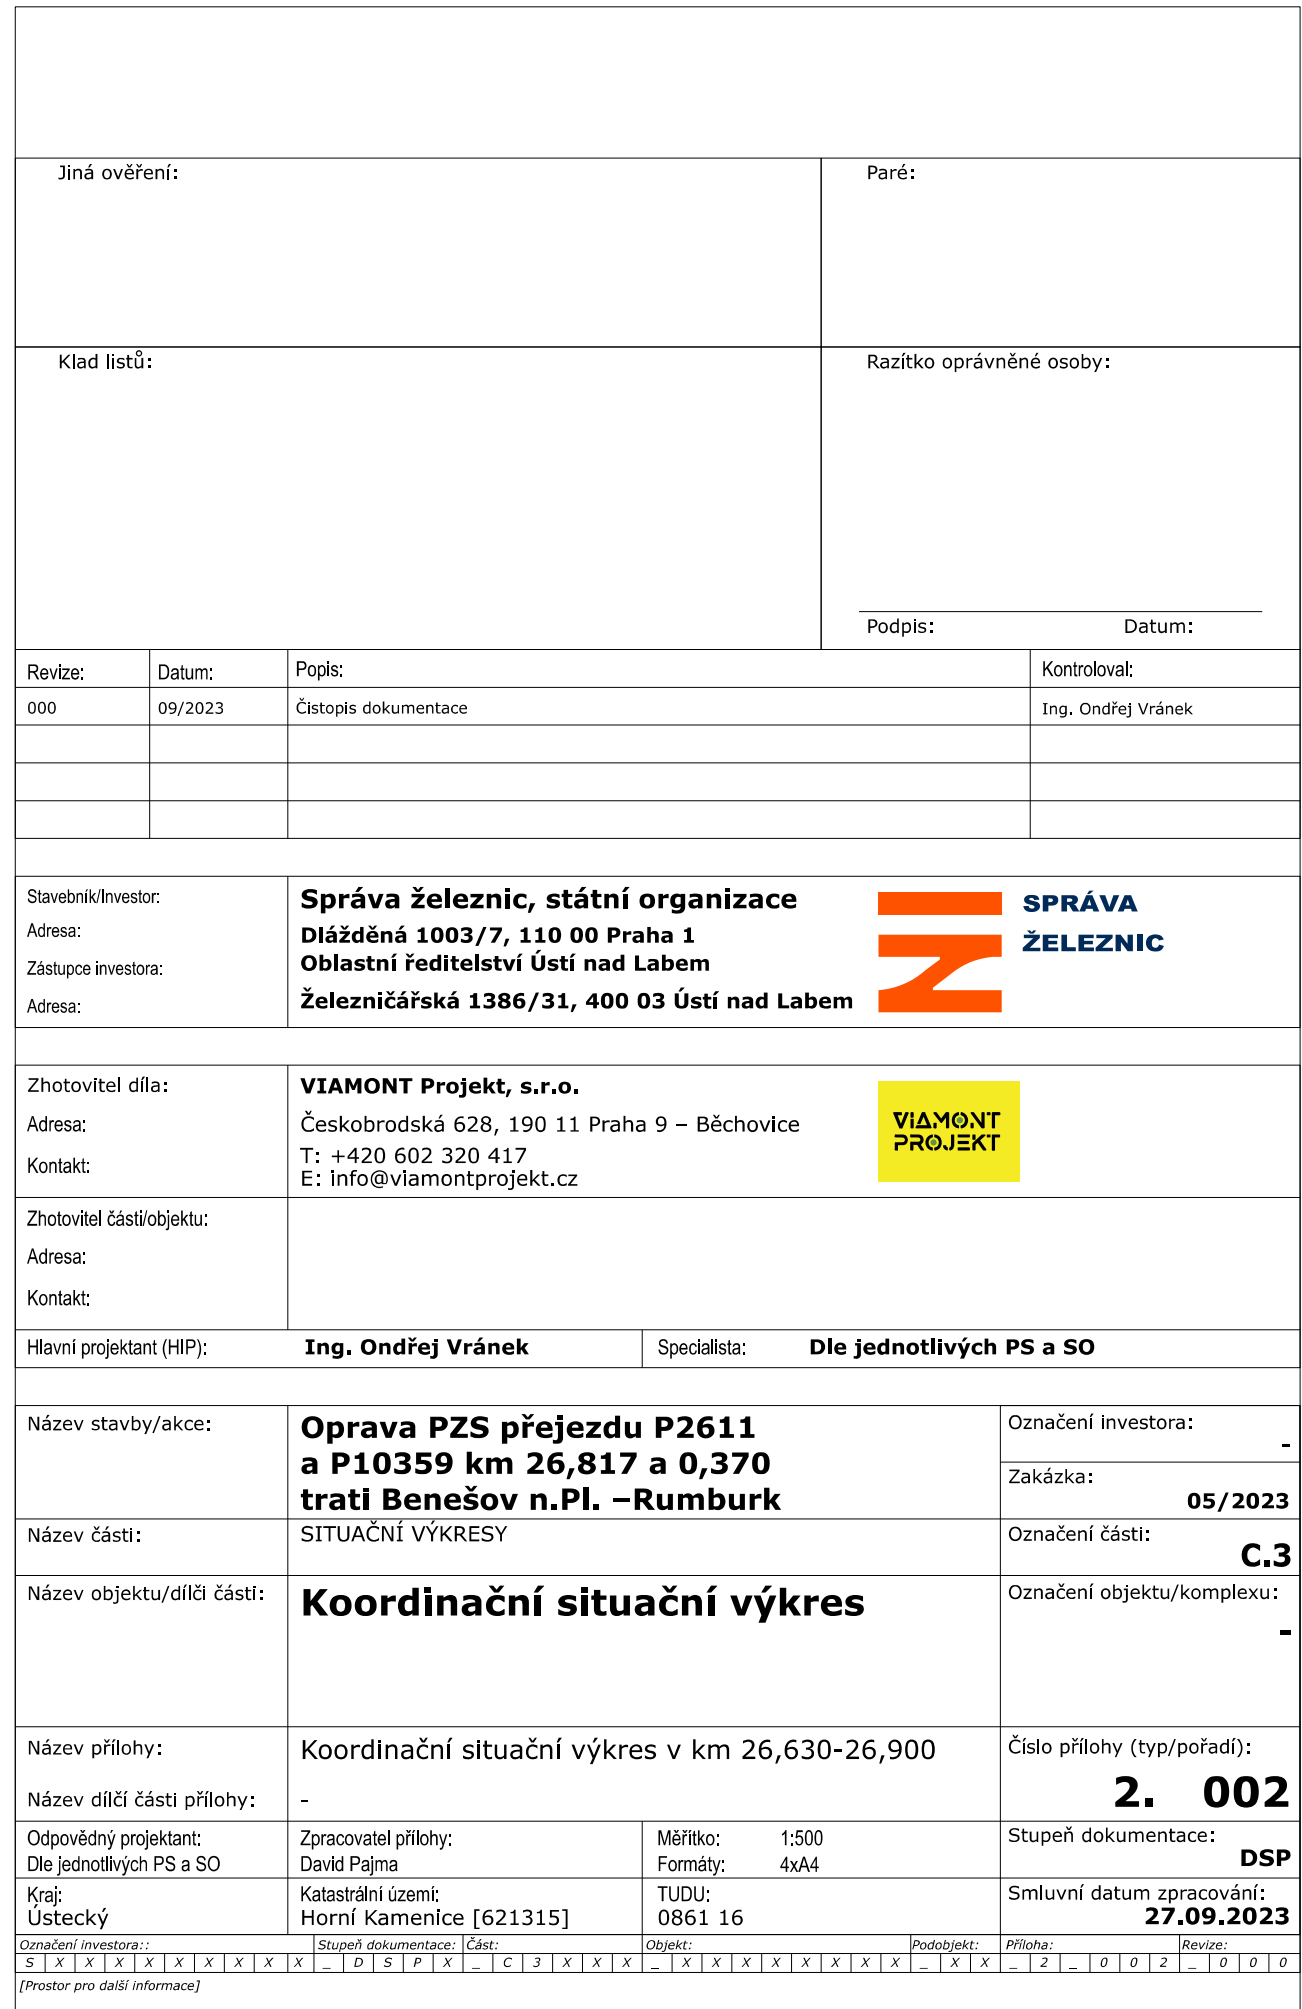 Jiná ověření:
Paré:
Klad listů:
Razítko oprávněné osoby:
Podpis: Datum:
Revize: Datum: Popis: Kontroloval:
000 09/2023 Čistopis dokumentace Ing. Ondřej Vránek
Stavebník/Investor: Správa železnic, státní organizace
Adresa: Dlážděná 1003/7, 110 00 Praha 1
Zástupce investora: Oblastní ředitelství Ústí nad Labem
Adresa: Železničářská 1386/31, 400 03 Ústí nad Labem
SPRÁVA
ŽELEZNIC
Zhotovitel díla: VIAMONT Projekt, s.r.o.
Adresa: Českobrodská 628, 190 11 Praha 9 – Běchovice
Kontakt: T: +420 602 320 417
E: info@viamontprojekt.cz
VIAMONT
PROJEKT
Zhotovitel části/objektu:
Adresa:
Kontakt:
Hlavní projektant (HIP): Ing. Ondřej Vránek Specialista: Dle jednotlivých PS a SO
Název stavby/akce: Oprava PZS přejezdu P2611
a P10359 km 26,817 a 0,370
trati Benešov n.Pl. –Rumburk
Označení investora:
-
Zakázka:
05/2023
Název části: SITUAČNÍ VÝKRESY
Označení části:
C.3
Název objektu/dílči části: Koordinační situační výkres
Označení objektu/komplexu:
-
Název přílohy: Koordinační situační výkres v km 26,630-26,900
Název dílčí části přílohy: -
Číslo přílohy (typ/pořadí):
2. 002
Odpovědný projektant: Zpracovatel přílohy: Měřítko: 1:500
Dle jednotlivých PS a SO David Pajma Formáty: 4xA4
Stupeň dokumentace:
DSP
Kraj: Katastrální území: TUDU:
Ústecký Horní Kamenice [621315] 0861 16
Smluvní datum zpracování:
27.09.2023
Označení investora:: Stupeň dokumentace: Část: Objekt: Podobjekt: Příloha: Revize:
S X X X X X X X X X _ D S P X _ C 3 X X X _ X X X X X X X X _ X X _ 2 _ 0 0 2 _ 0 0 0
[Prostor pro další informace]